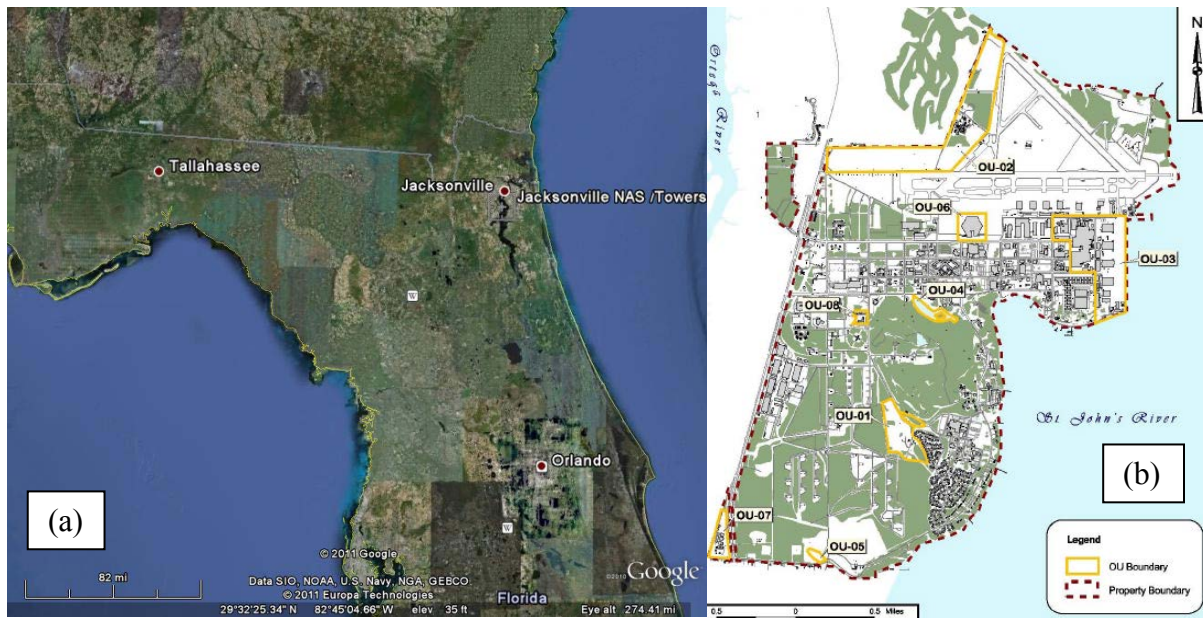 Tallahassee
Jacksonville
Jacksonville NAS /Towers
W
Orlando
W
(a)
© 2011 Google
82 mi
Data SIO, NOAA, U.S. Navy, NGA, GEBCO
© 2011 Europa Technologies
©2010 Google
Florida
29°32'25.34" N 82°45'04.66" W elev 35 ft
Eye alt 274.41 mi
N
Ortega River
OU-02
OU-06
OU-03
OU-04
OU-08
OU-01
St John's River
(b)
OU-07
OU-05
Legend
OU Boundary
Property Boundary
0.5 0 0.5 Miles